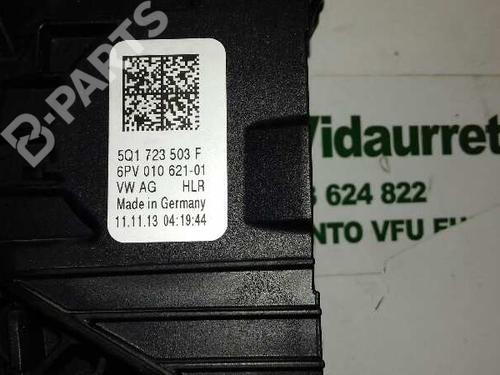 B-PARTS
5Q1 723 503 F
6PV 010 621-01
VW AG HLR
Made in Germany
11.11.13 04:19:44
Vidaurret
624 822
NTO VFU